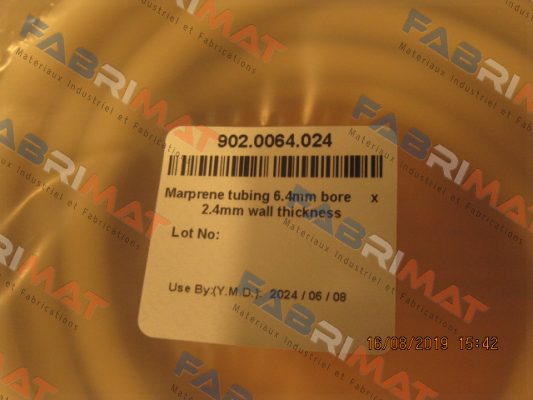 902.0064.024
Marprene tubing 6.4mm bore x
2.4mm wall thickness
Lot No:
Use By:(Y.M.D.): 2024 / 06 / 08
16/08/2019 15:42
FABRIMAT
Materiaux Industriel et Fabrications